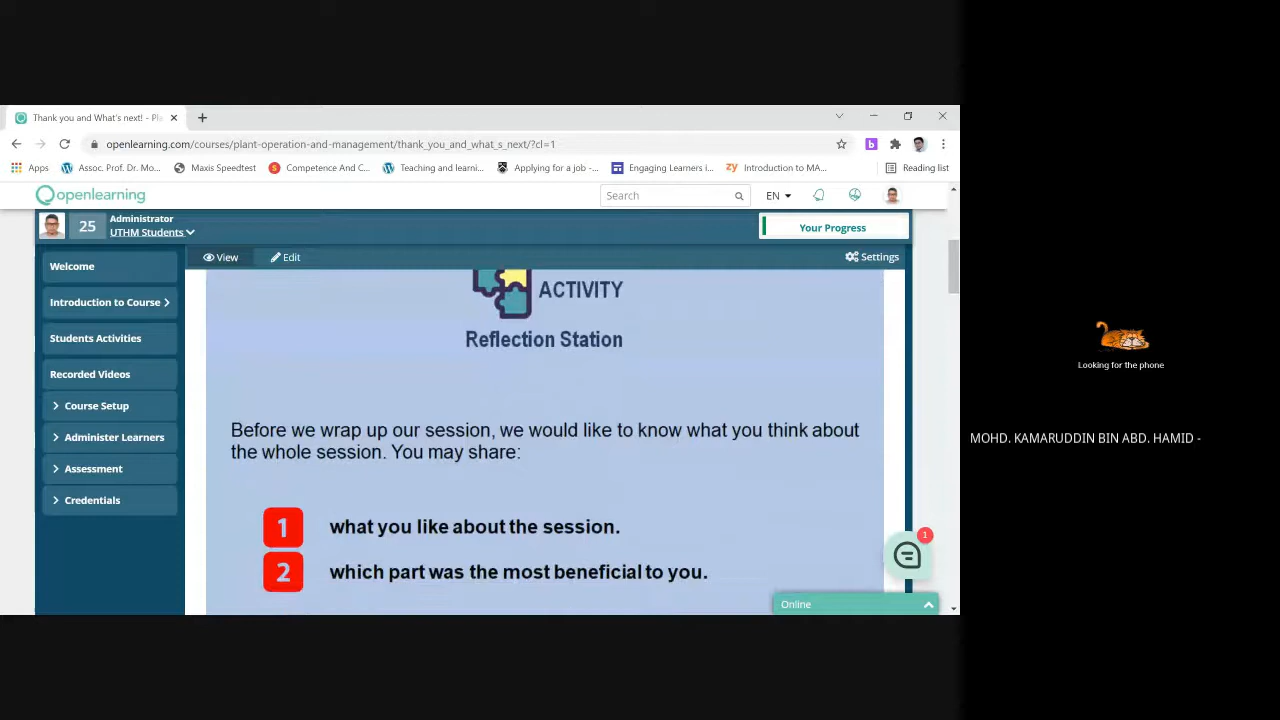 Thank you and What's next! - Pla
openlearning.com/courses/plant-operation-and-management/thank_you_and_what_s_next/?cl=1
Apps
Assoc. Prof. Dr. Mo...
Maxis Speedtest
Competence And C...
Teaching and learni...
Applying for a job -...
Engaging Learners i...
Introduction to MA...
Reading list
openlearning
Search
EN
25
Administrator
UTHM Students
Your Progress
View
Edit
Settings
Welcome
Introduction to Course
Students Activities
Recorded Videos
Course Setup
Administer Learners
Assessment
Credentials
ACTIVITY
Reflection Station
Before we wrap up our session, we would like to know what you think about
the whole session. You may share:
1 what you like about the session.
2 which part was the most beneficial to you.
1
Online
Looking for the phone
MOHD. KAMARUDDIN BIN ABD. HAMID -